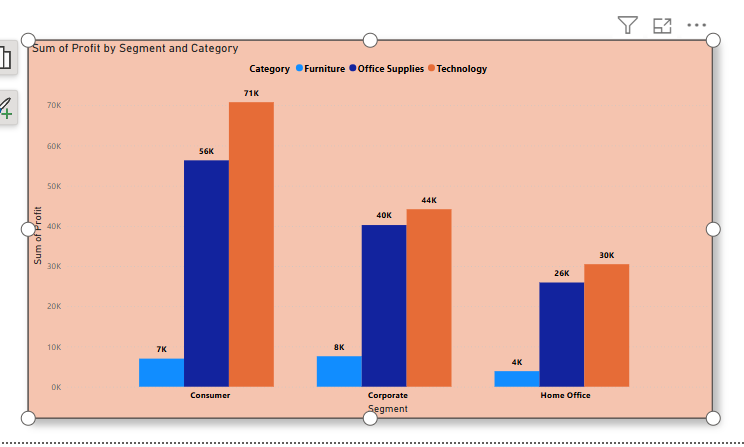 Sum of Profit by Segment and Category
Category Furniture Office Supplies Technology
Sum of Profit
70K
60K
50K
40K
30K
20K
10K
0K
7K
56K
71K
8K
40K
44K
4K
26K
30K
Consumer Corporate Home Office
Segment